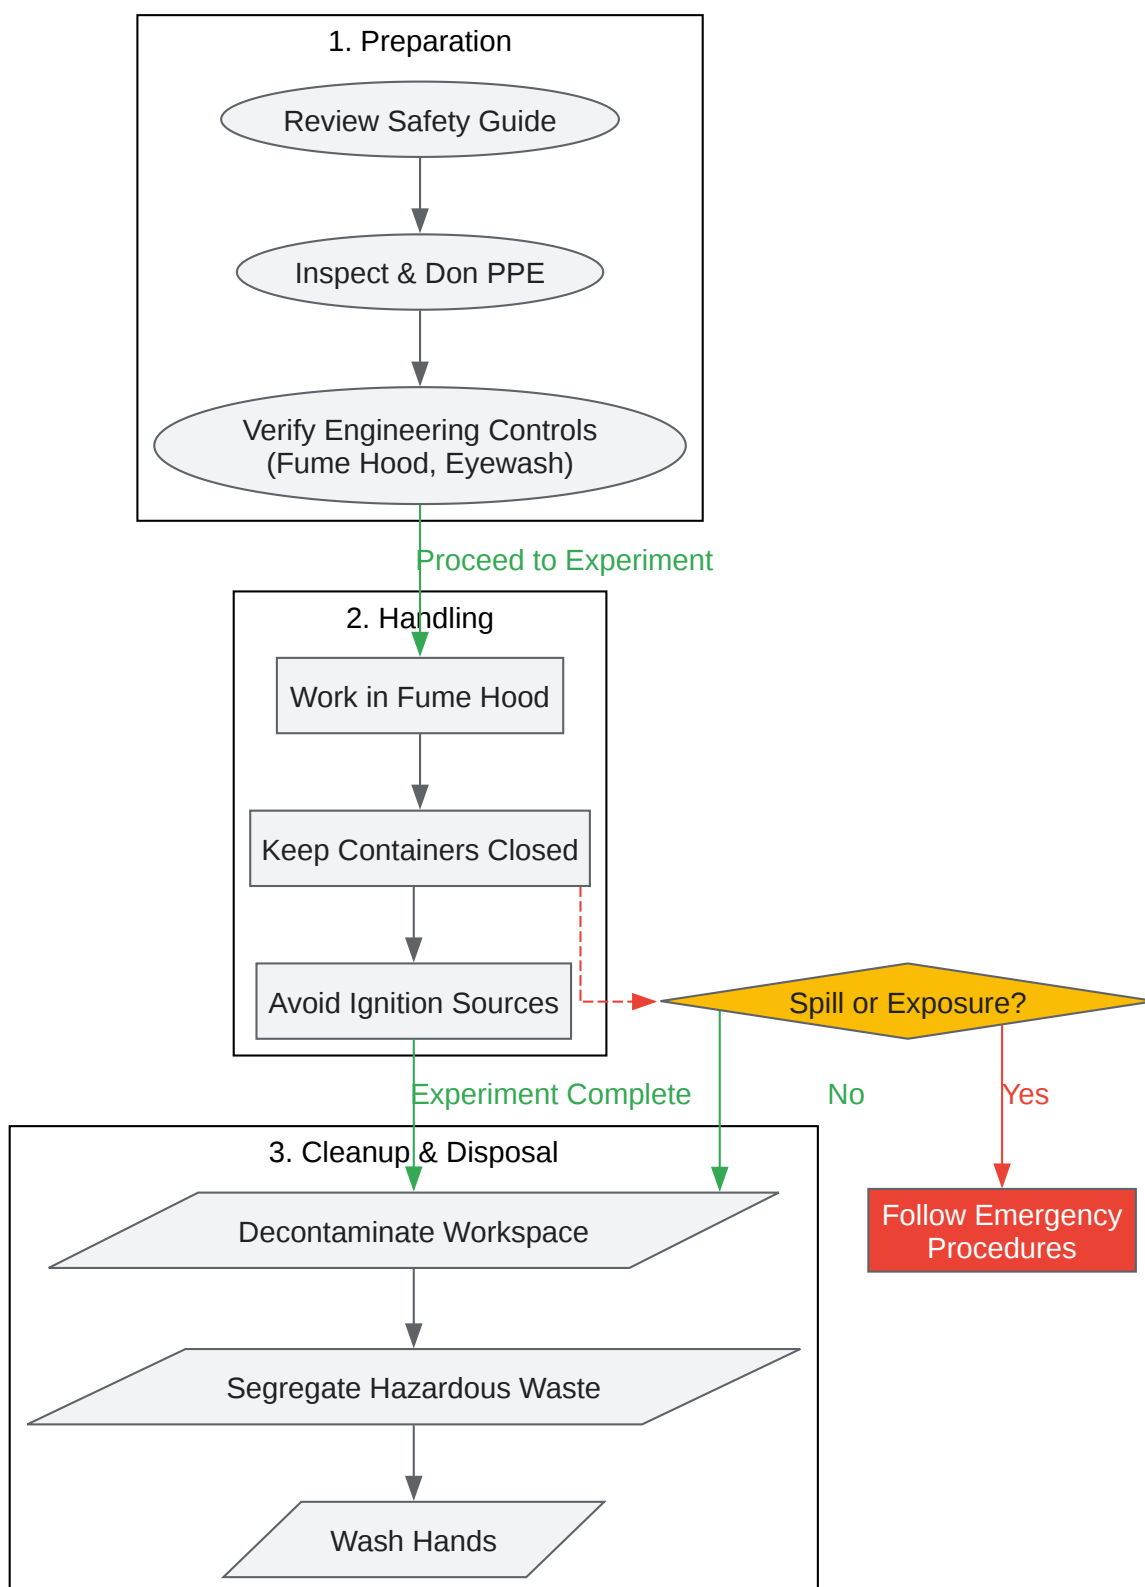 1. Preparation
Review Safety Guide
Inspect & Don PPE
Verify Engineering Controls
(Fume Hood, Eyewash)
Proceed to Experiment
2. Handling
Work in Fume Hood
Keep Containers Closed
Avoid Ignition Sources
Spill or Exposure?
Experiment Complete
No
Yes
3. Cleanup & Disposal
Decontaminate Workspace
Follow Emergency
Procedures
Segregate Hazardous Waste
Wash Hands